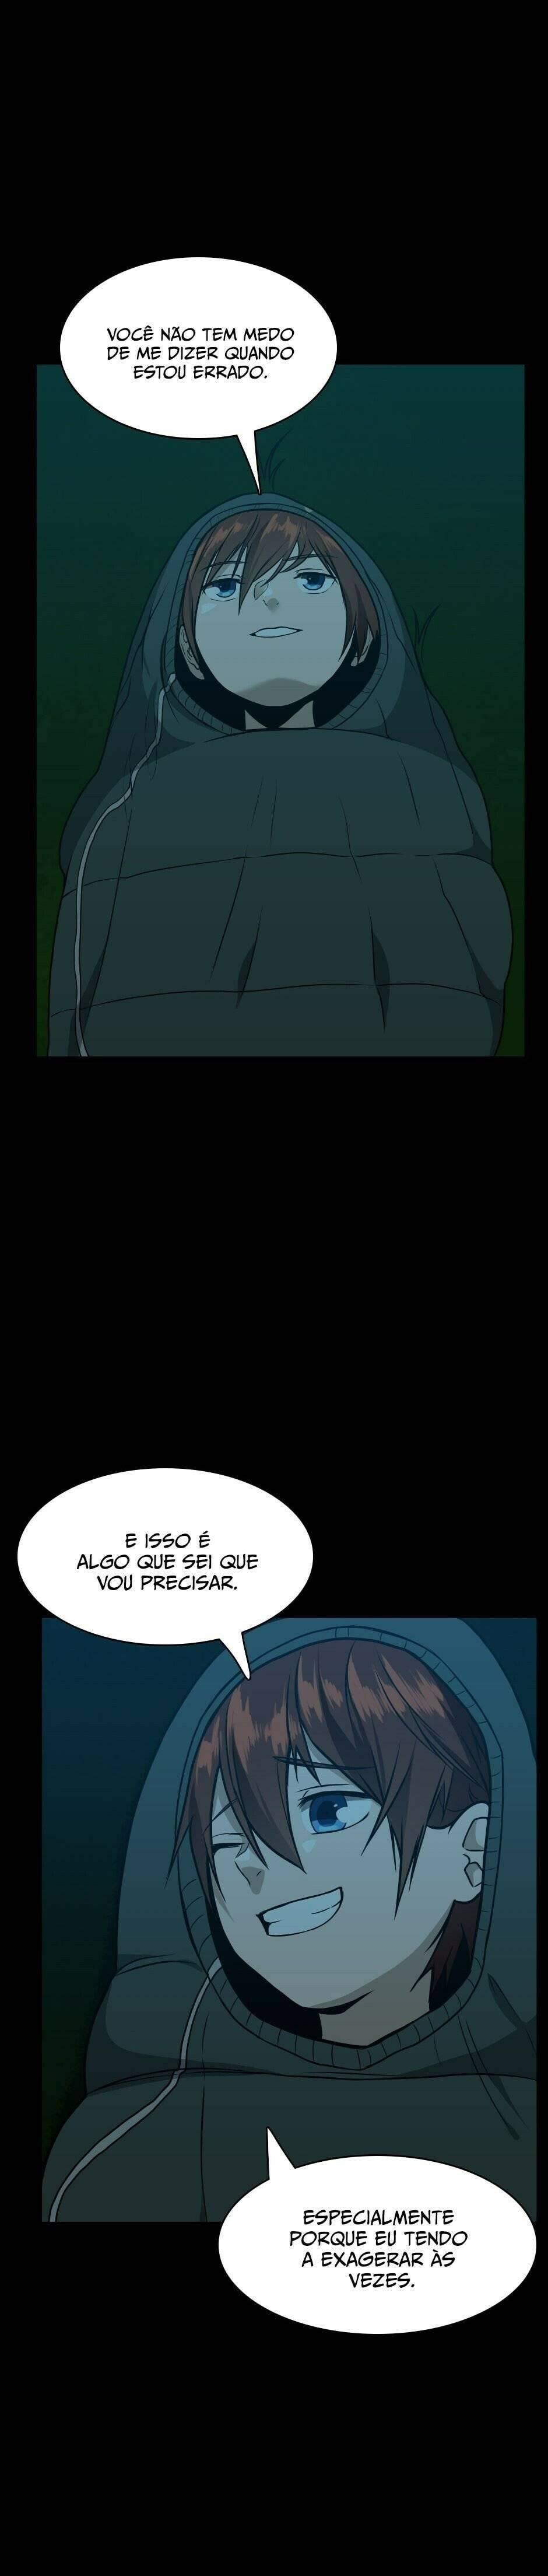 VOCÊ NÃO TEM MEDO
DE ME DIZER QUANDO
ESTOU ERRADO.
E ISSO É
ALGO QUE SEI QUE
VOU PRECISAR.
ESPECIALMENTE
PORQUE EU TENDO
A EXAGERAR ÀS
VEZES.